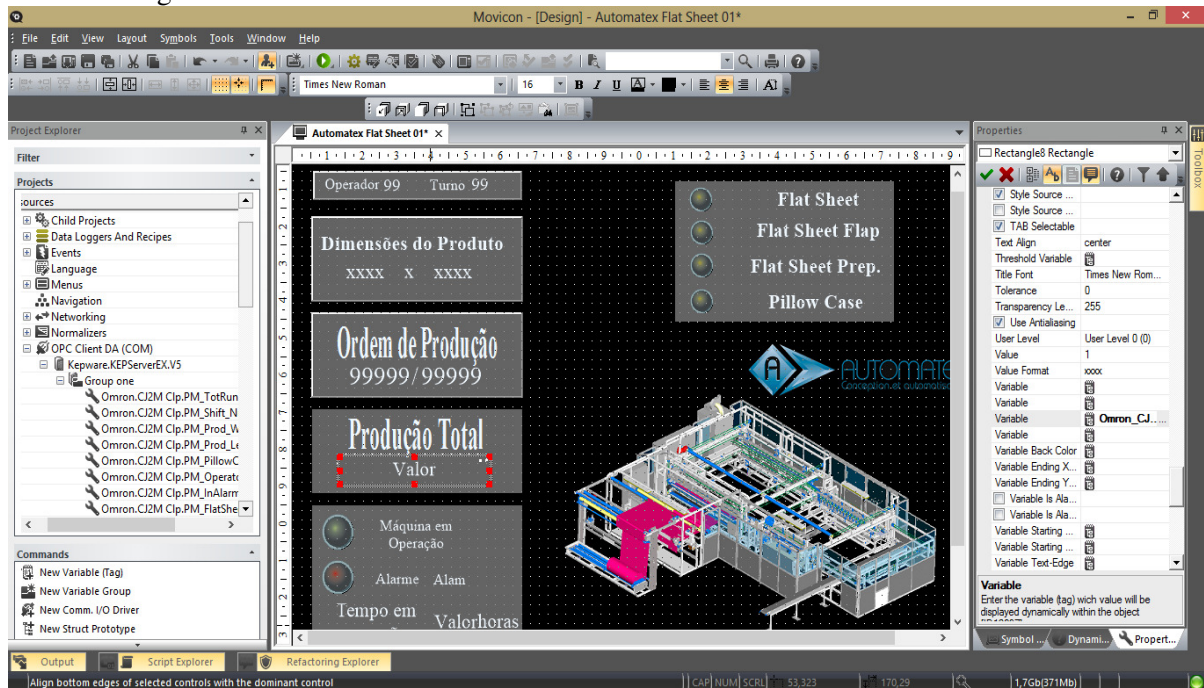 Movicon - [Design] - Automatex Flat Sheet 01*
File Edit View Layout Symbols Tools Window Help
Times New Roman 16 B I U
Project Explorer
Filter
Projects
sources
Child Projects
Data Loggers And Recipes
Events
Language
Menus
Navigation
Networking
Normalizers
OPC Client DA (COM)
Kepware.KEPServerEX.V5
Group one
Omron.CJ2M Clp.PM_TotRun
Omron.CJ2M Clp.PM_Shift_N
Omron.CJ2M Clp.PM_Prod_W
Omron.CJ2M Clp.PM_Prod_Le
Omron.CJ2M Clp.PM_PillowC
Omron.CJ2M Clp.PM_Operato
Omron.CJ2M Clp.PM_InAlarm
Omron.CJ2M Clp.PM_FlatShe
Commands
New Variable (Tag)
New Variable Group
New Comm. I/O Driver
New Struct Prototype
Automatex Flat Sheet 01*
Operador 99 Turno 99
Dimensões do Produto
xxxx x xxxx
Ordem de Produção
99999/99999
Produção Total
Valor
Máquina em
Operação
Alarme Alam
Tempo em Valorhoras
Flat Sheet
Flat Sheet Flap
Flat Sheet Prep.
Pillow Case
AUTOMATE
Conception et automatis
Properties
Rectangle8 Rectangle
Style Source ...
Style Source ...
TAB Selectable
Text Align center
Threshold Variable
Title Font Times New Rom...
Tolerance 0
Transparency Le... 255
Use Antialiasing
User Level User Level 0 (0)
Value 1
Value Format xxxx
Variable
Variable
Variable Omron_CJ...
Variable
Variable Back Color
Variable Ending X...
Variable Ending Y...
Variable Is Ala...
Variable Is Ala...
Variable Starting ...
Variable Starting ...
Variable Text-Edge
Variable
Enter the variable (tag) wich value will be
displayed dynamically within the object
Symbol ... Dynami... Propert...
Toolbox
Output Script Explorer Refactoring Explorer
Align bottom edges of selected controls with the dominant control CAP NUM SCRL 53,323 170,29 1,7Gb(371Mb)